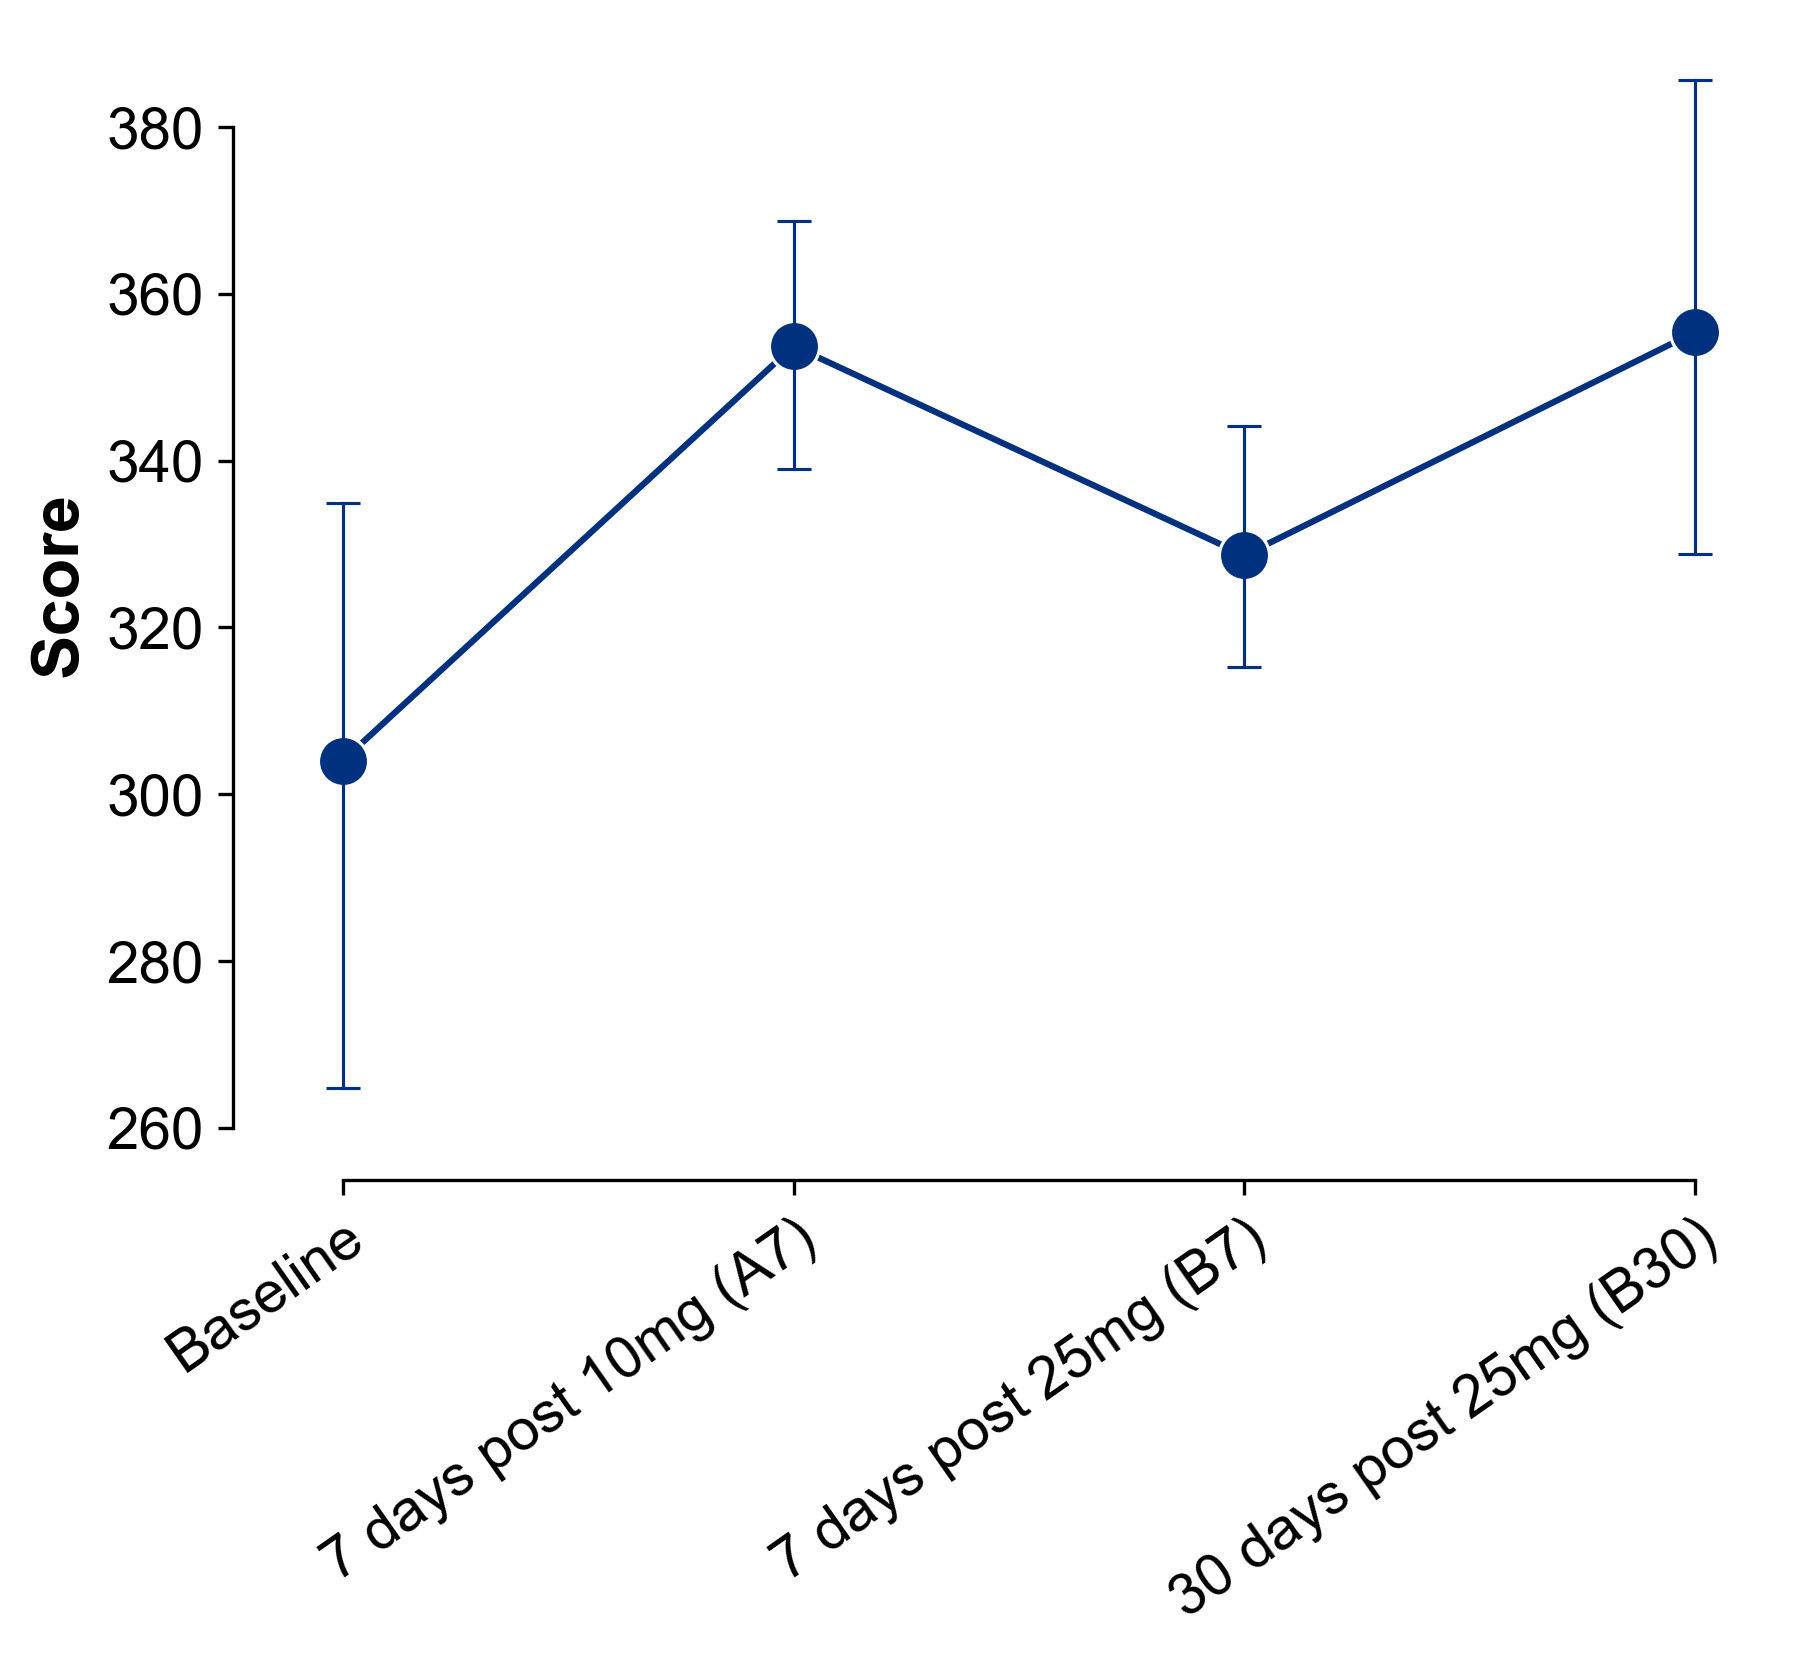 380
360
340
320
300
280
260
Score
Baseline
7 days post 10mg (A7)
7 days post 25mg (B7)
30 days post 25mg (B30)